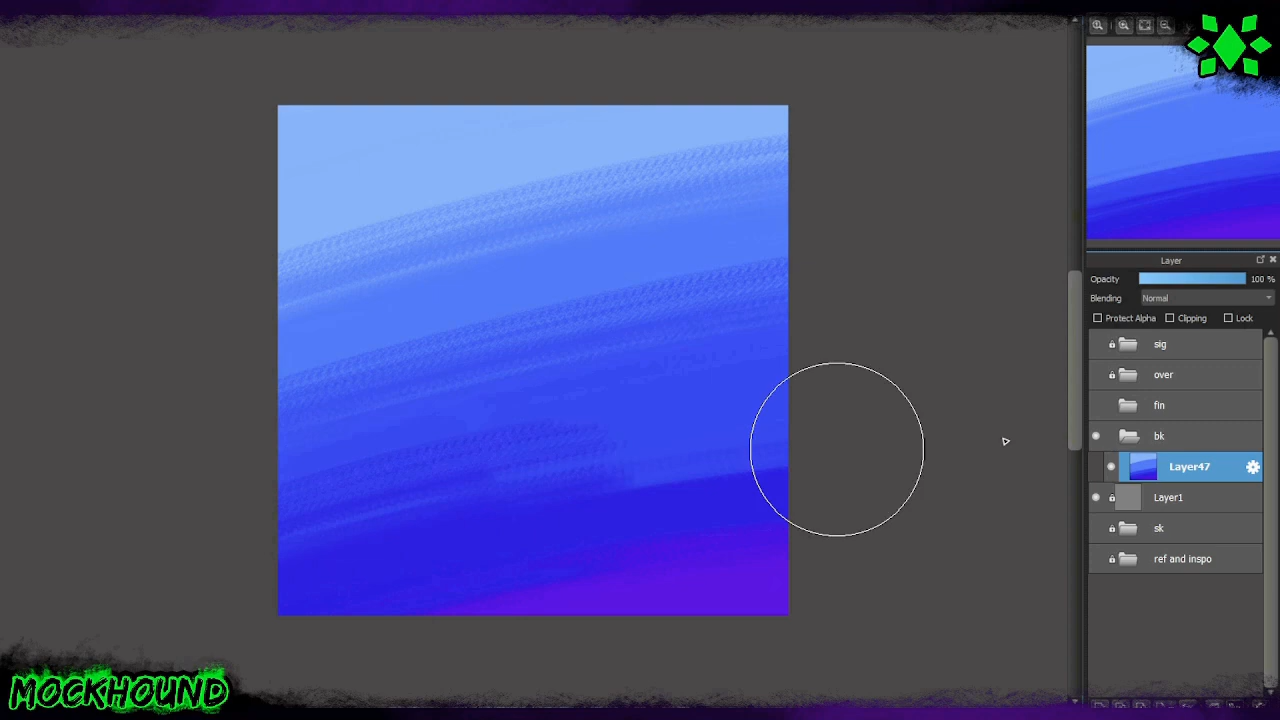 Layer
Opacity 100 %
Blending Normal
Protect Alpha Clipping Lock
sig
over
fin
bk
Layer47
Layer1
sk
ref and inspo
MOCKHOUND